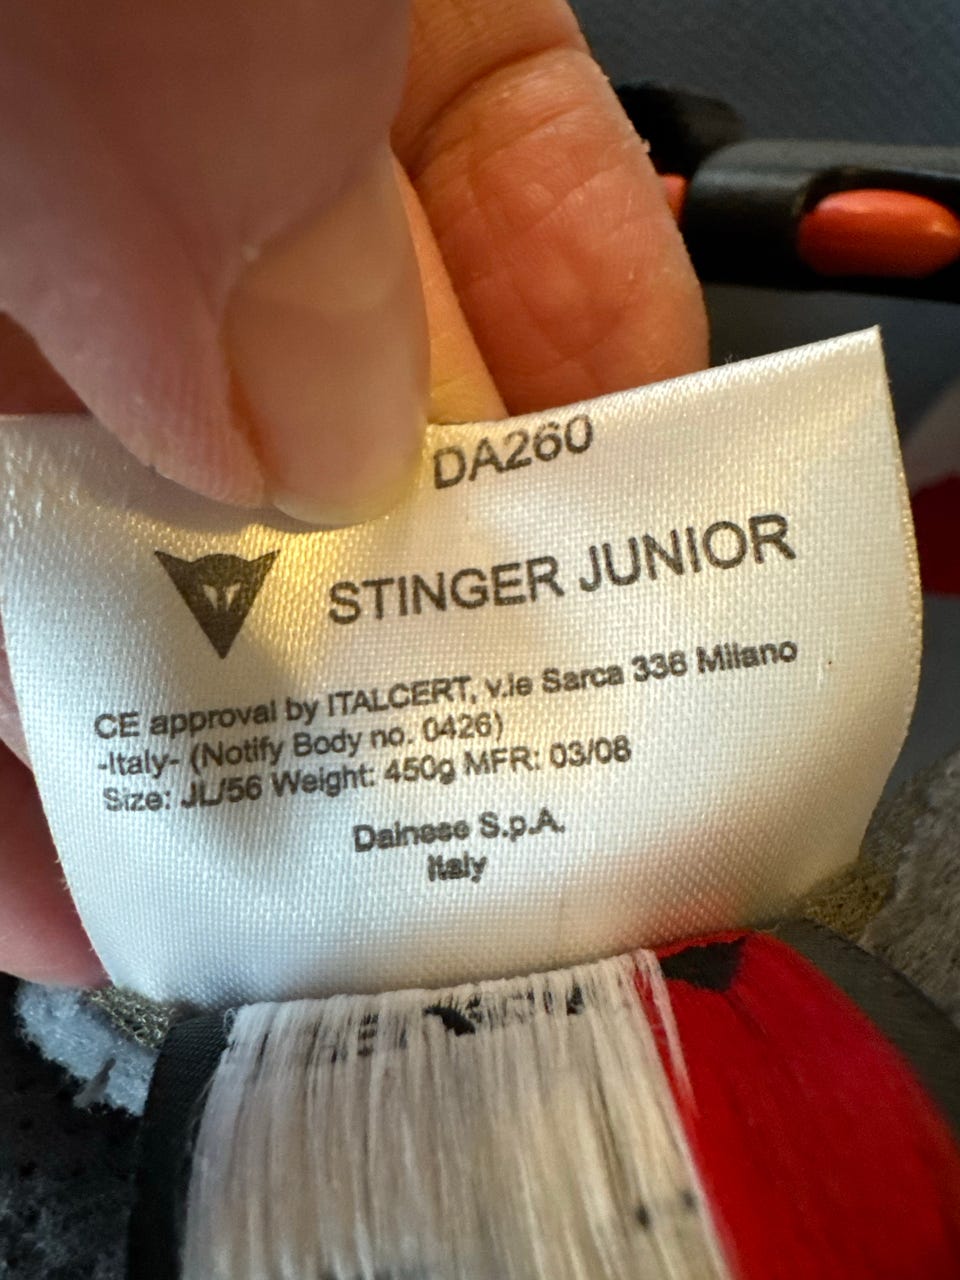 DA260
STINGER JUNIOR
CE approval by ITALCERT, v.le Sarca 336 Milano
-Italy- (Notify Body no. 0426)
Size: JL/56 Weight: 450g MFR: 03/08
Dainese S.p.A.
Italy